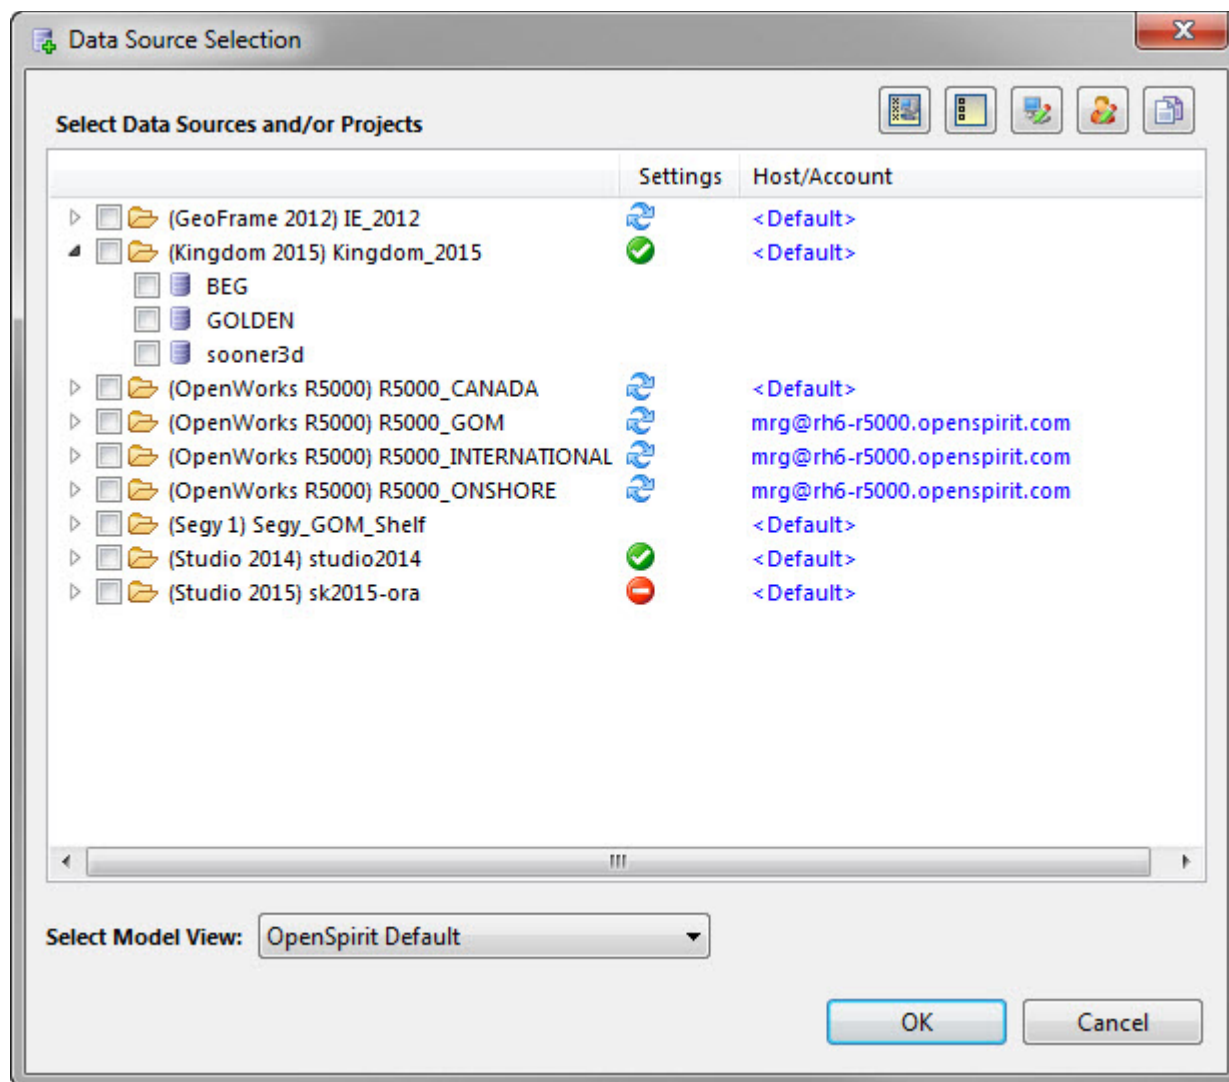 Data Source Selection
Select Data Sources and/or Projects
Settings Host/Account
(GeoFrame 2012) IE_2012 <Default>
(Kingdom 2015) Kingdom_2015 <Default>
BEG
GOLDEN
sooner3d
(OpenWorks R5000) R5000_CANADA <Default>
(OpenWorks R5000) R5000_GOM mrg@rh6-r5000.openspirit.com
(OpenWorks R5000) R5000_INTERNATIONAL mrg@rh6-r5000.openspirit.com
(OpenWorks R5000) R5000_ONSHORE mrg@rh6-r5000.openspirit.com
(Segy 1) Segy_GOM_Shelf <Default>
(Studio 2014) studio2014 <Default>
(Studio 2015) sk2015-ora <Default>
Select Model View: OpenSpirit Default
OK Cancel